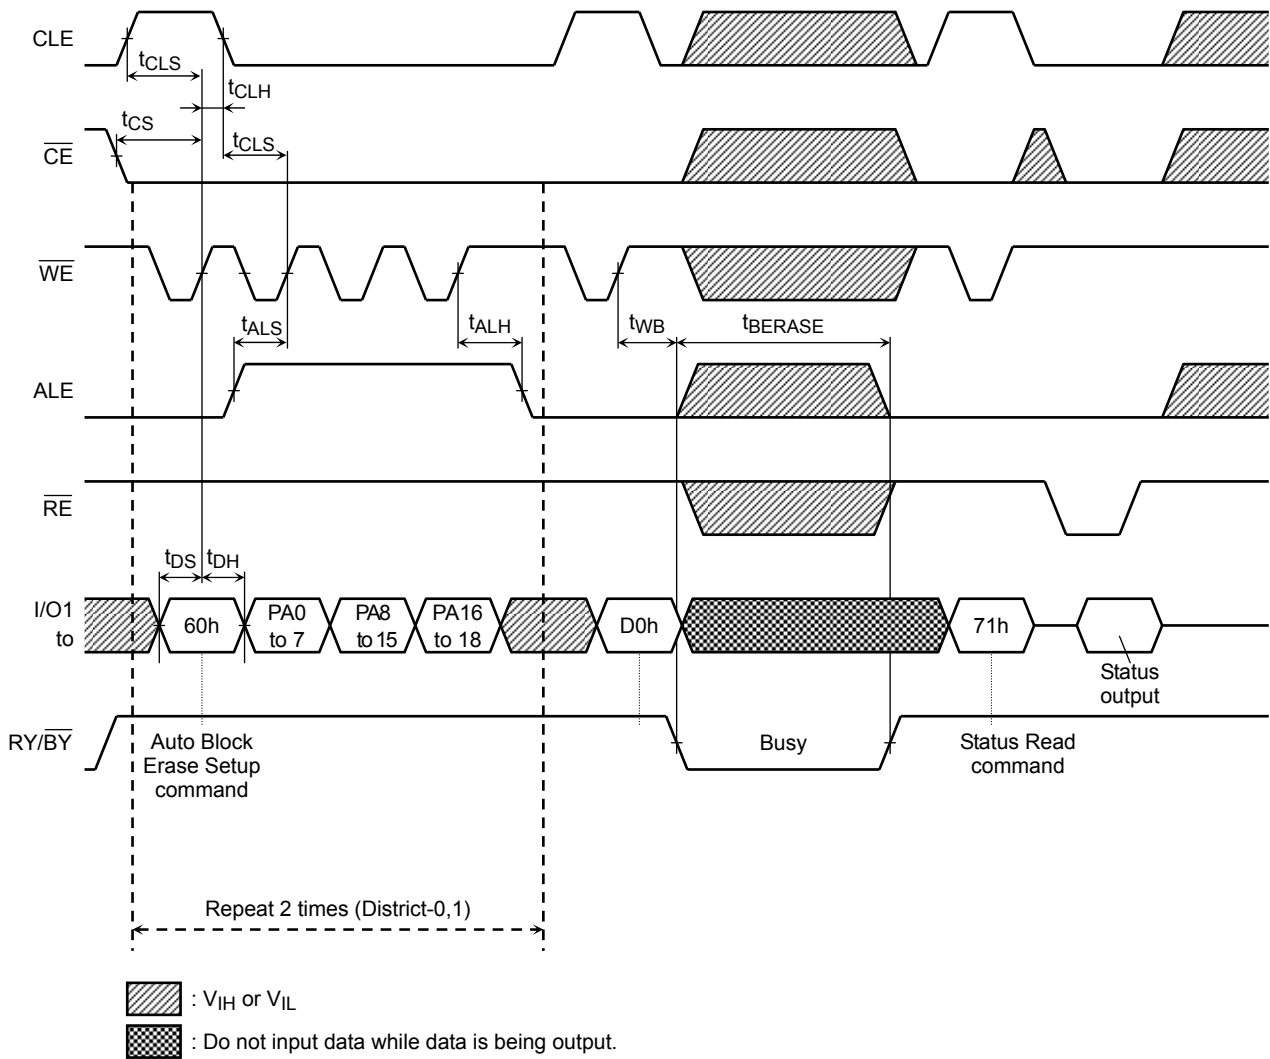 CLE
tCLS
tCLH
tCS
tCLS
CE
WE
tALS
tALH
tWB
tBERASE
ALE
RE
tDS
tDH
I/O1
to
60h
PA0
to 7
PA8
to 15
PA16
to 18
D0h
71h
Status
output
RY/BY
Auto Block
Erase Setup
command
Busy
Status Read
command
Repeat 2 times (District-0,1)
: VIH or VIL
: Do not input data while data is being output.